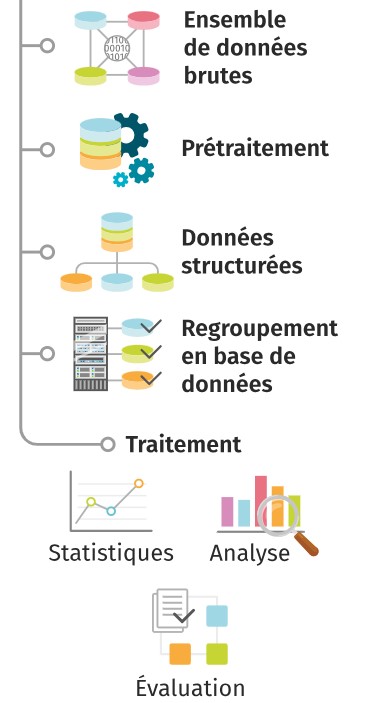 Ensemble
de données
brutes
Prétraitement
Données
structurées
Regroupement
en base de
données
Traitement
Statistiques
Analyse
Évaluation